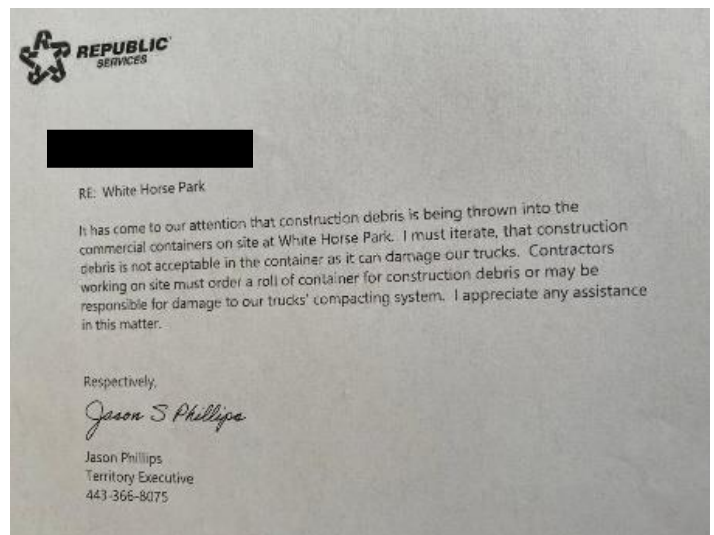 REPUBLIC
SERVICES
RE: White Horse Park
It has come to our attention that construction debris is being thrown into the
commercial containers on site at White Horse Park. I must iterate, that construction
debris is not acceptable in the container as it can damage our trucks. Contractors
working on site must order a roll of container for construction debris or may be
responsible for damage to our trucks' compacting system. I appreciate any assistance
in this matter.
Respectively,
Jason S Phillips
Jason Phillips
Territory Executive
443-366-8075